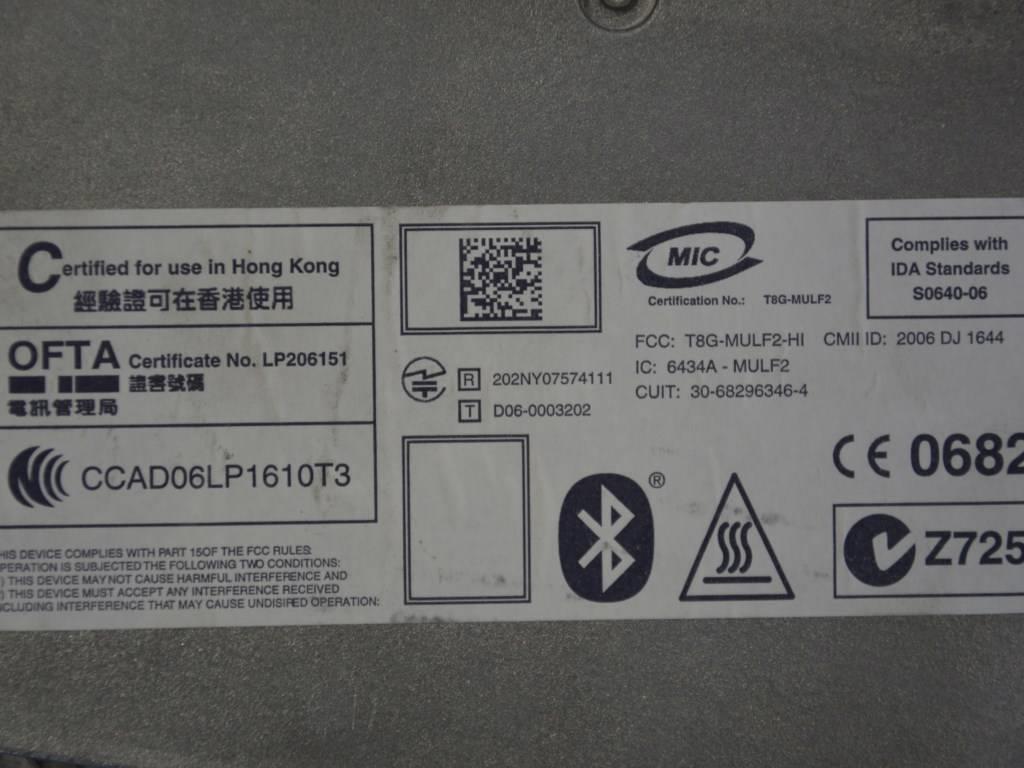 Certified for use in Hong Kong
經驗證可在香港使用
OFTA Certificate No. LP206151
證書號碼
電訊管理局
CCAD06LP1610T3
HIS DEVICE COMPLIES WITH PART 15OF THE FCC RULES
PERATION IS SUBJECTED THE FOLLOWING TWO CONDITIONS:
) THIS DEVICE MAY NOT CAUSE HARMFUL INTERFERENCE AND
) THIS DEVICE MUST ACCEPT ANY INTERFERENCE RECEIVED
CLUDING INTERFERENCE THAT MAY CAUSE UNDISIRED OPERATION:
R 202NY07574111
T D06-0003202
MIC
Certification No.: T8G-MULF2
Complies with
IDA Standards
S0640-06
FCC: T8G-MULF2-HI CMII ID: 2006 DJ 1644
IC: 6434A - MULF2
CUIT: 30-68296346-4
CE 0682
®
Z725